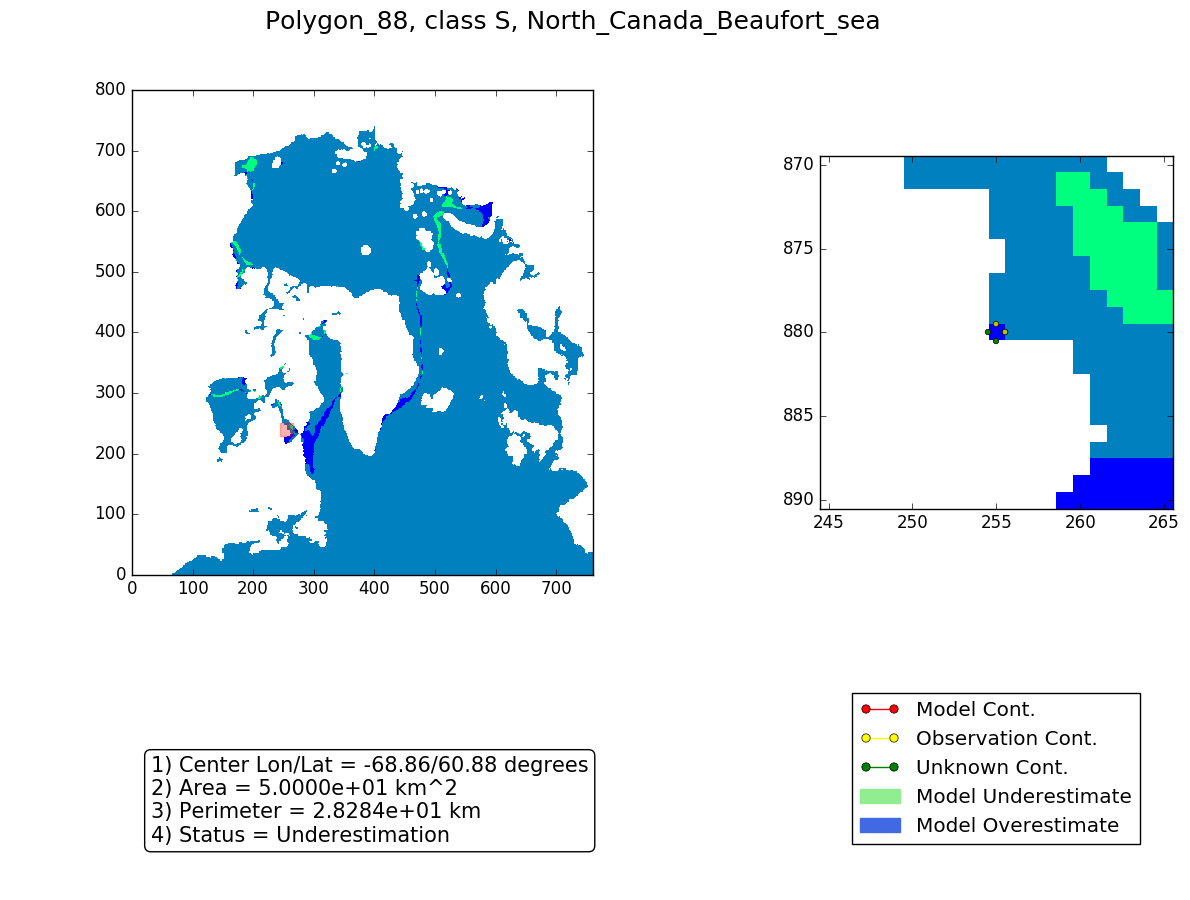 Polygon_88, class S, North_Canada_Beaufort_sea
800
700
600
500
400
300
200
100
0
0 100 200 300 400 500 600 700
870
875
880
885
890
245 250 255 260 265
1) Center Lon/Lat = -68.86/60.88 degrees
2) Area = 5.0000e+01 km^2
3) Perimeter = 2.8284e+01 km
4) Status = Underestimation
Model Cont.
Observation Cont.
Unknown Cont.
Model Underestimate
Model Overestimate